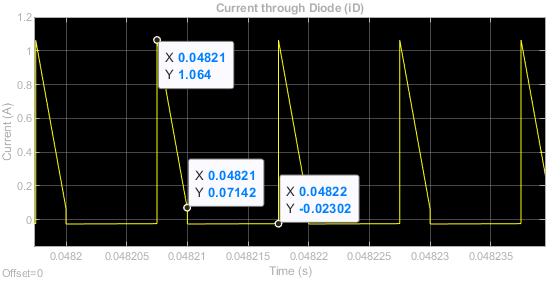 Current through Diode (iD)
1.2
1
0.8
0.6
0.4
0.2
0
Current (A)
X 0.04821
Y 1.064
X 0.04821
Y 0.07142
X 0.04822
Y -0.02302
0.0482
0.048205
0.04821
0.048215
0.04822
0.048225
0.04823
0.048235
Offset=0
Time (s)